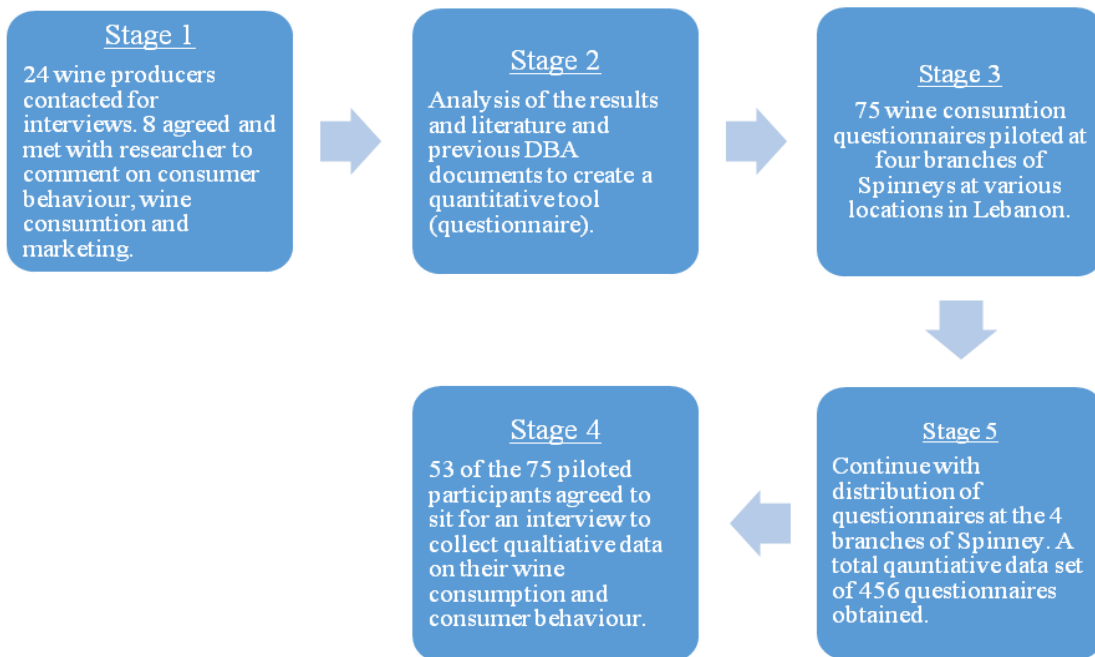 Stage 1
24 wine producers
contacted for
interviews. 8 agreed and
met with researcher to
comment on consumer
behaviour, wine
consumtion and
marketing.
Stage 2
Analysis of the results
and literature and
previous DBA
documents to create a
quantitative tool
(questionnaire).
Stage 3
75 wine consumtion
questionnaires piloted at
four branches of
Spinneys at various
locations in Lebanon.
Stage 5
Continue with
distribution of
questionnaires at the 4
branches of Spinney. A
total qauntiative data set
of 456 questionnaires
obtained.
Stage 4
53 of the 75 piloted
participants agreed to
sit for an interview to
collect qualtiative data
on their wine
consumption and
consumer behaviour.